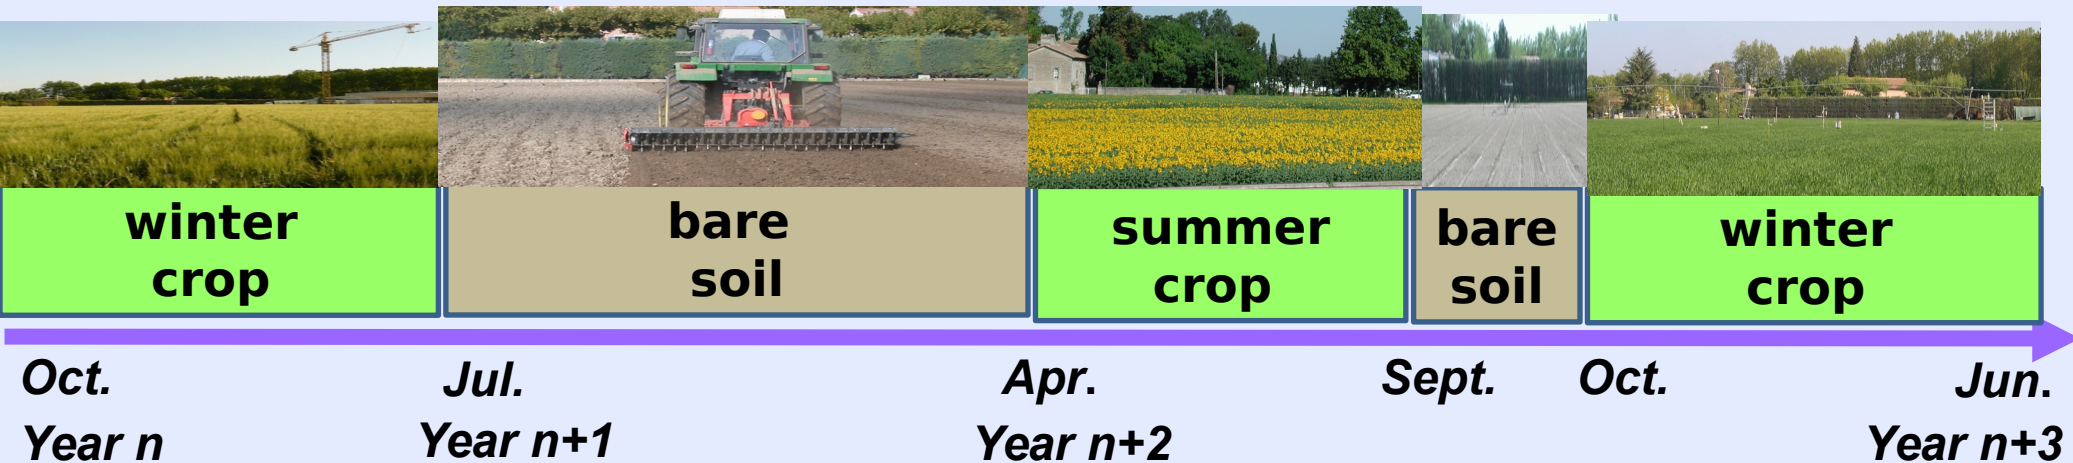 winter
crop
bare
soil
summer
crop
bare
soil
winter
crop
Oct.
Jul.
Apr.
Sept.
Oct.
Jun.
Year n
Year n+1
Year n+2
Year n+3